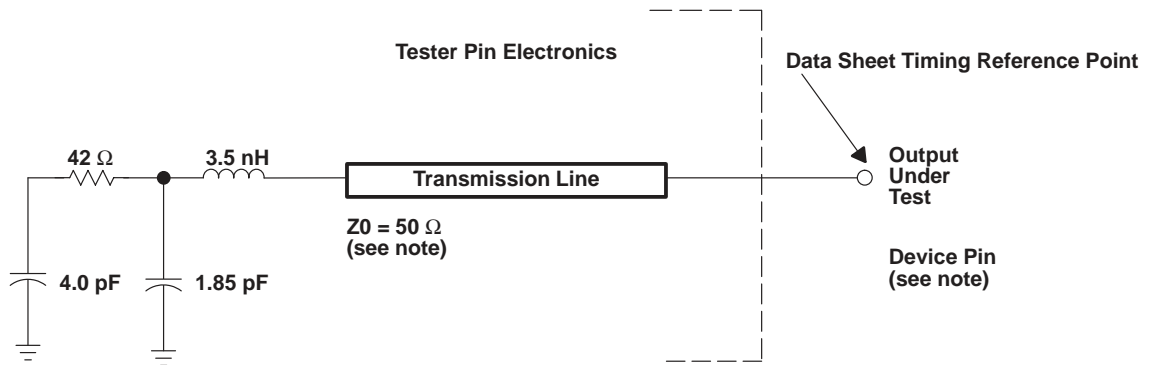 Tester Pin Electronics
Data Sheet Timing Reference Point
42 Ω
3.5 nH
Transmission Line
Output
Under
Test
Z0 = 50 Ω
(see note)
Device Pin
(see note)
4.0 pF
1.85 pF